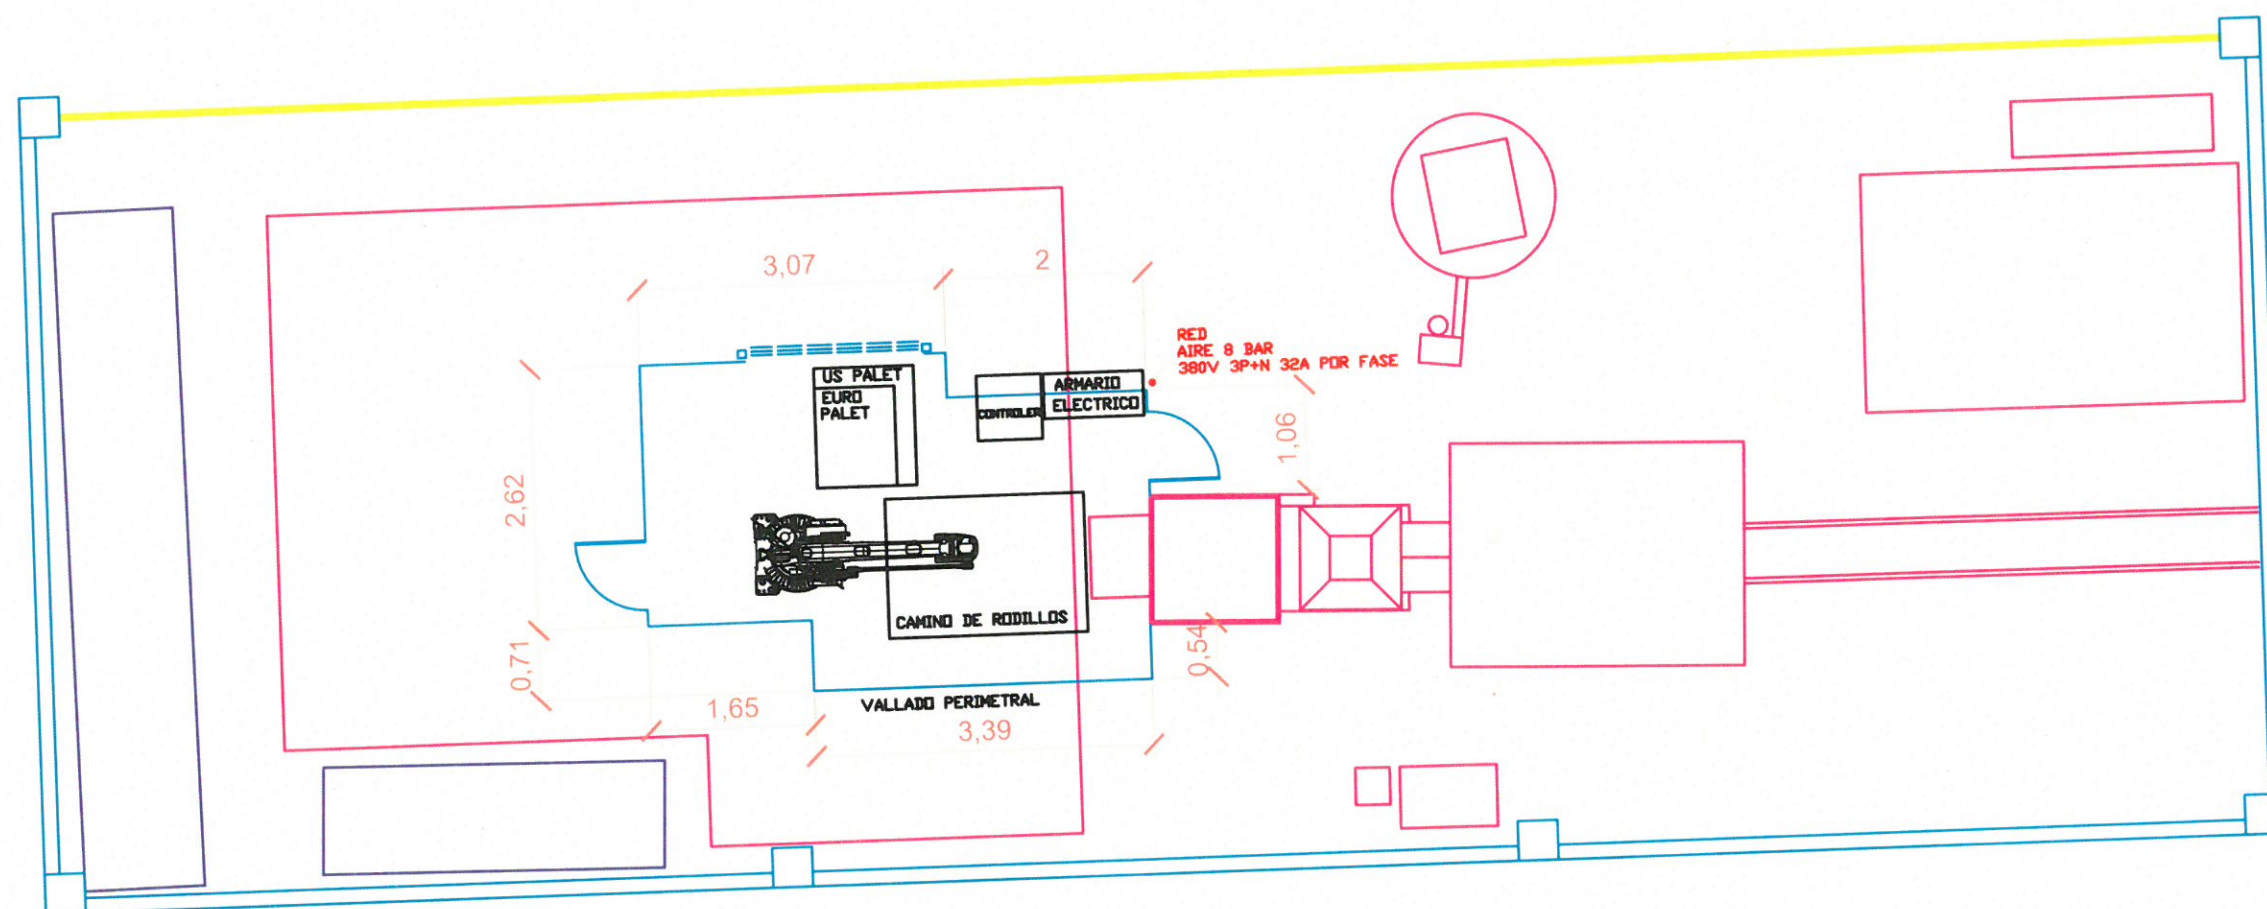 3,07
2
RED
AIRE 8 BAR
380V 3P+N 32A POR FASE
US PALET
EURO
PALET
CONTROLER
ARMARIO
ELECTRICO
1,06
2,62
CAMINO DE RODILLOS
0,54
0,71
VALLADO PERIMETRAL
1,65
3,39